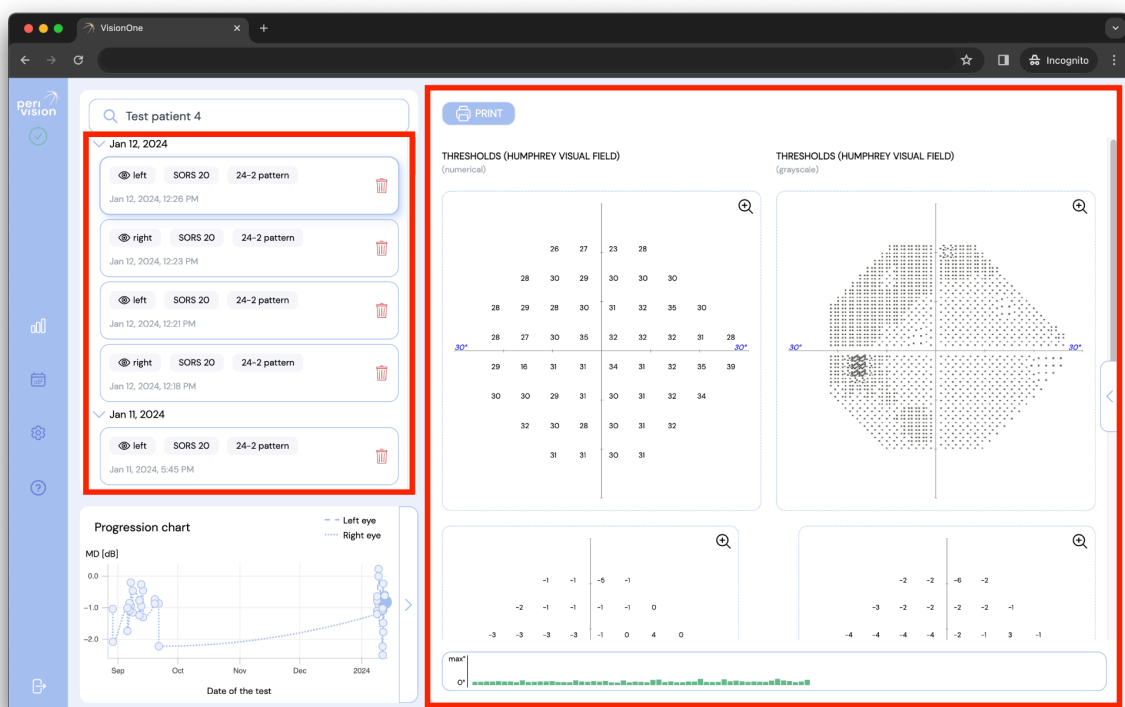 VisionOne
Incognito
peri
vision
Test patient 4
Jan 12, 2024
left SORS 20 24-2 pattern
Jan 12, 2024, 12:26 PM
right SORS 20 24-2 pattern
Jan 12, 2024, 12:23 PM
left SORS 20 24-2 pattern
Jan 12, 2024, 12:21 PM
right SORS 20 24-2 pattern
Jan 12, 2024, 12:18 PM
Jan 11, 2024
left SORS 20 24-2 pattern
Jan 11, 2024, 5:45 PM
Progression chart
Left eye
Right eye
MD [dB]
0.0
-1.0
-2.0
Sep Oct Nov Dec 2024
Date of the test
PRINT
THRESHOLDS (HUMPHREY VISUAL FIELD)
(numerical)
26 27 23 28
28 30 29 30 30 30
28 29 28 30 31 32 35 30
28 27 30 35 32 32 32 31 28
30° 30°
29 16 31 31 34 31 32 35 39
30 30 29 31 30 31 32 34
32 30 28 30 31 32
31 31 30 31
THRESHOLDS (HUMPHREY VISUAL FIELD)
(grayscale)
30° 30°
-1 -1 -5 -1
-2 -1 -1 -1 -1 0
-3 -3 -3 -3 -1 0 4 0
-2 -2 -6 -2
-3 -2 -2 -2 -2 -1
-4 -4 -4 -4 -2 -1 3 -1
max°
0°